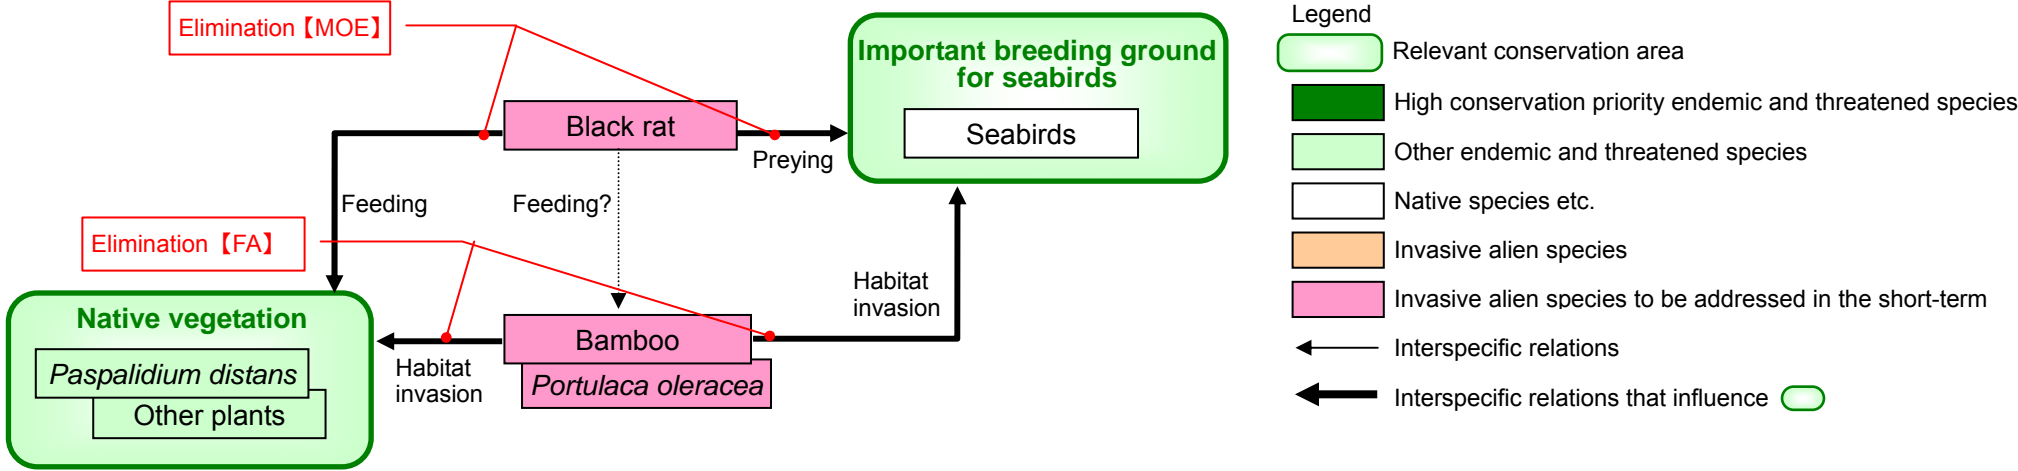 Elimination【MOE】
Important breeding ground
for seabirds
Seabirds
Black rat
Preying
Feeding
Feeding?
Elimination【FA】
Habitat
invasion
Native vegetation
Paspalidium distans
Other plants
Habitat
invasion
Bamboo
Portulaca oleracea
Legend
Relevant conservation area
High conservation priority endemic and threatened species
Other endemic and threatened species
Native species etc.
Invasive alien species
Invasive alien species to be addressed in the short-term
Interspecific relations
Interspecific relations that influence